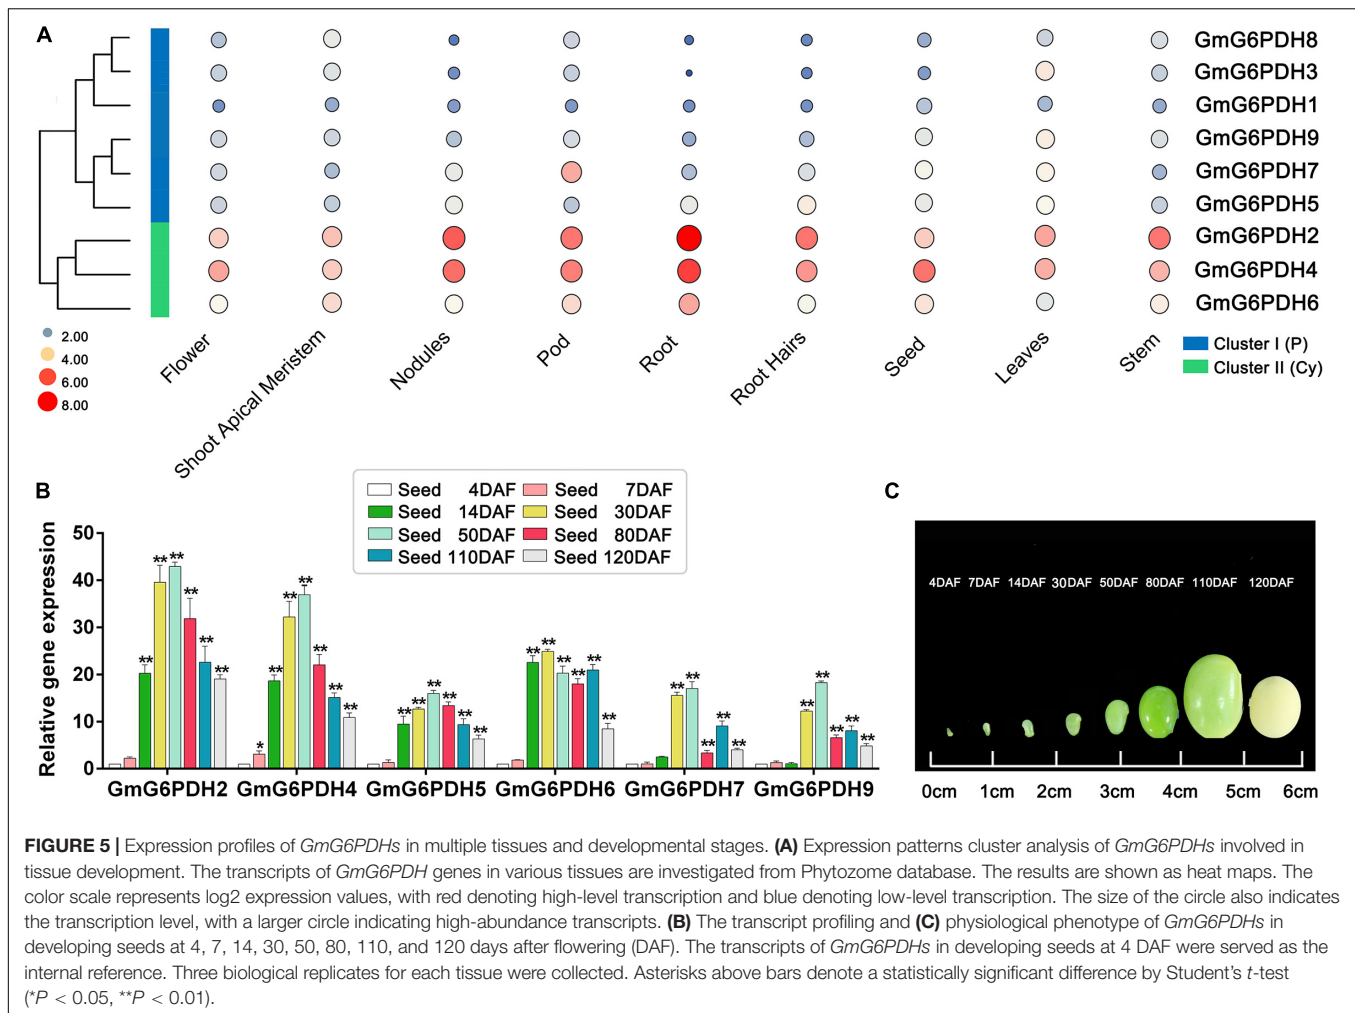 A
GmG6PDH8
GmG6PDH3
GmG6PDH1
GmG6PDH9
GmG6PDH7
GmG6PDH5
GmG6PDH2
GmG6PDH4
GmG6PDH6
2.00
4.00
6.00
8.00
Flower
Shoot Apical Meristem
Nodules
Pod
Root
Root Hairs
Seed
Leaves
Stem
Cluster I (P)
Cluster II (Cy)
B
Seed 4DAF Seed 7DAF
Seed 14DAF Seed 30DAF
Seed 50DAF Seed 80DAF
Seed 110DAF Seed 120DAF
Relative gene expression
50
40
30
20
10
0
** ** ** ** ** **
* ** ** ** ** ** **
** ** ** ** ** **
** ** ** ** ** **
** ** ** ** **
** ** ** ** **
GmG6PDH2 GmG6PDH4 GmG6PDH5 GmG6PDH6 GmG6PDH7 GmG6PDH9
C
4DAF 7DAF 14DAF 30DAF 50DAF 80DAF 110DAF 120DAF
0cm 1cm 2cm 3cm 4cm 5cm 6cm
FIGURE 5 | Expression profiles of GmG6PDHs in multiple tissues and developmental stages. (A) Expression patterns cluster analysis of GmG6PDHs involved in
tissue development. The transcripts of GmG6PDH genes in various tissues are investigated from Phytozome database. The results are shown as heat maps. The
color scale represents log2 expression values, with red denoting high-level transcription and blue denoting low-level transcription. The size of the circle also indicates
the transcription level, with a larger circle indicating high-abundance transcripts. (B) The transcript profiling and (C) physiological phenotype of GmG6PDHs in
developing seeds at 4, 7, 14, 30, 50, 80, 110, and 120 days after flowering (DAF). The transcripts of GmG6PDHs in developing seeds at 4 DAF were served as the
internal reference. Three biological replicates for each tissue were collected. Asterisks above bars denote a statistically significant difference by Student's t-test
(*P < 0.05, **P < 0.01).